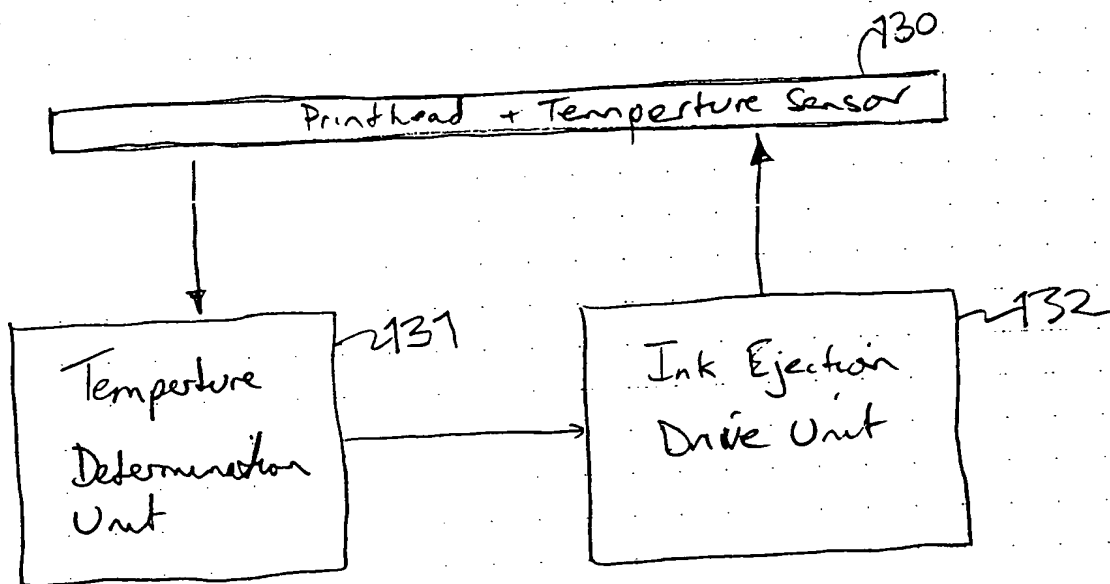 130
Printhead + Temperture Sensor
131
132
Temperture
Determination
Unit
Ink Ejection
Drive Unit